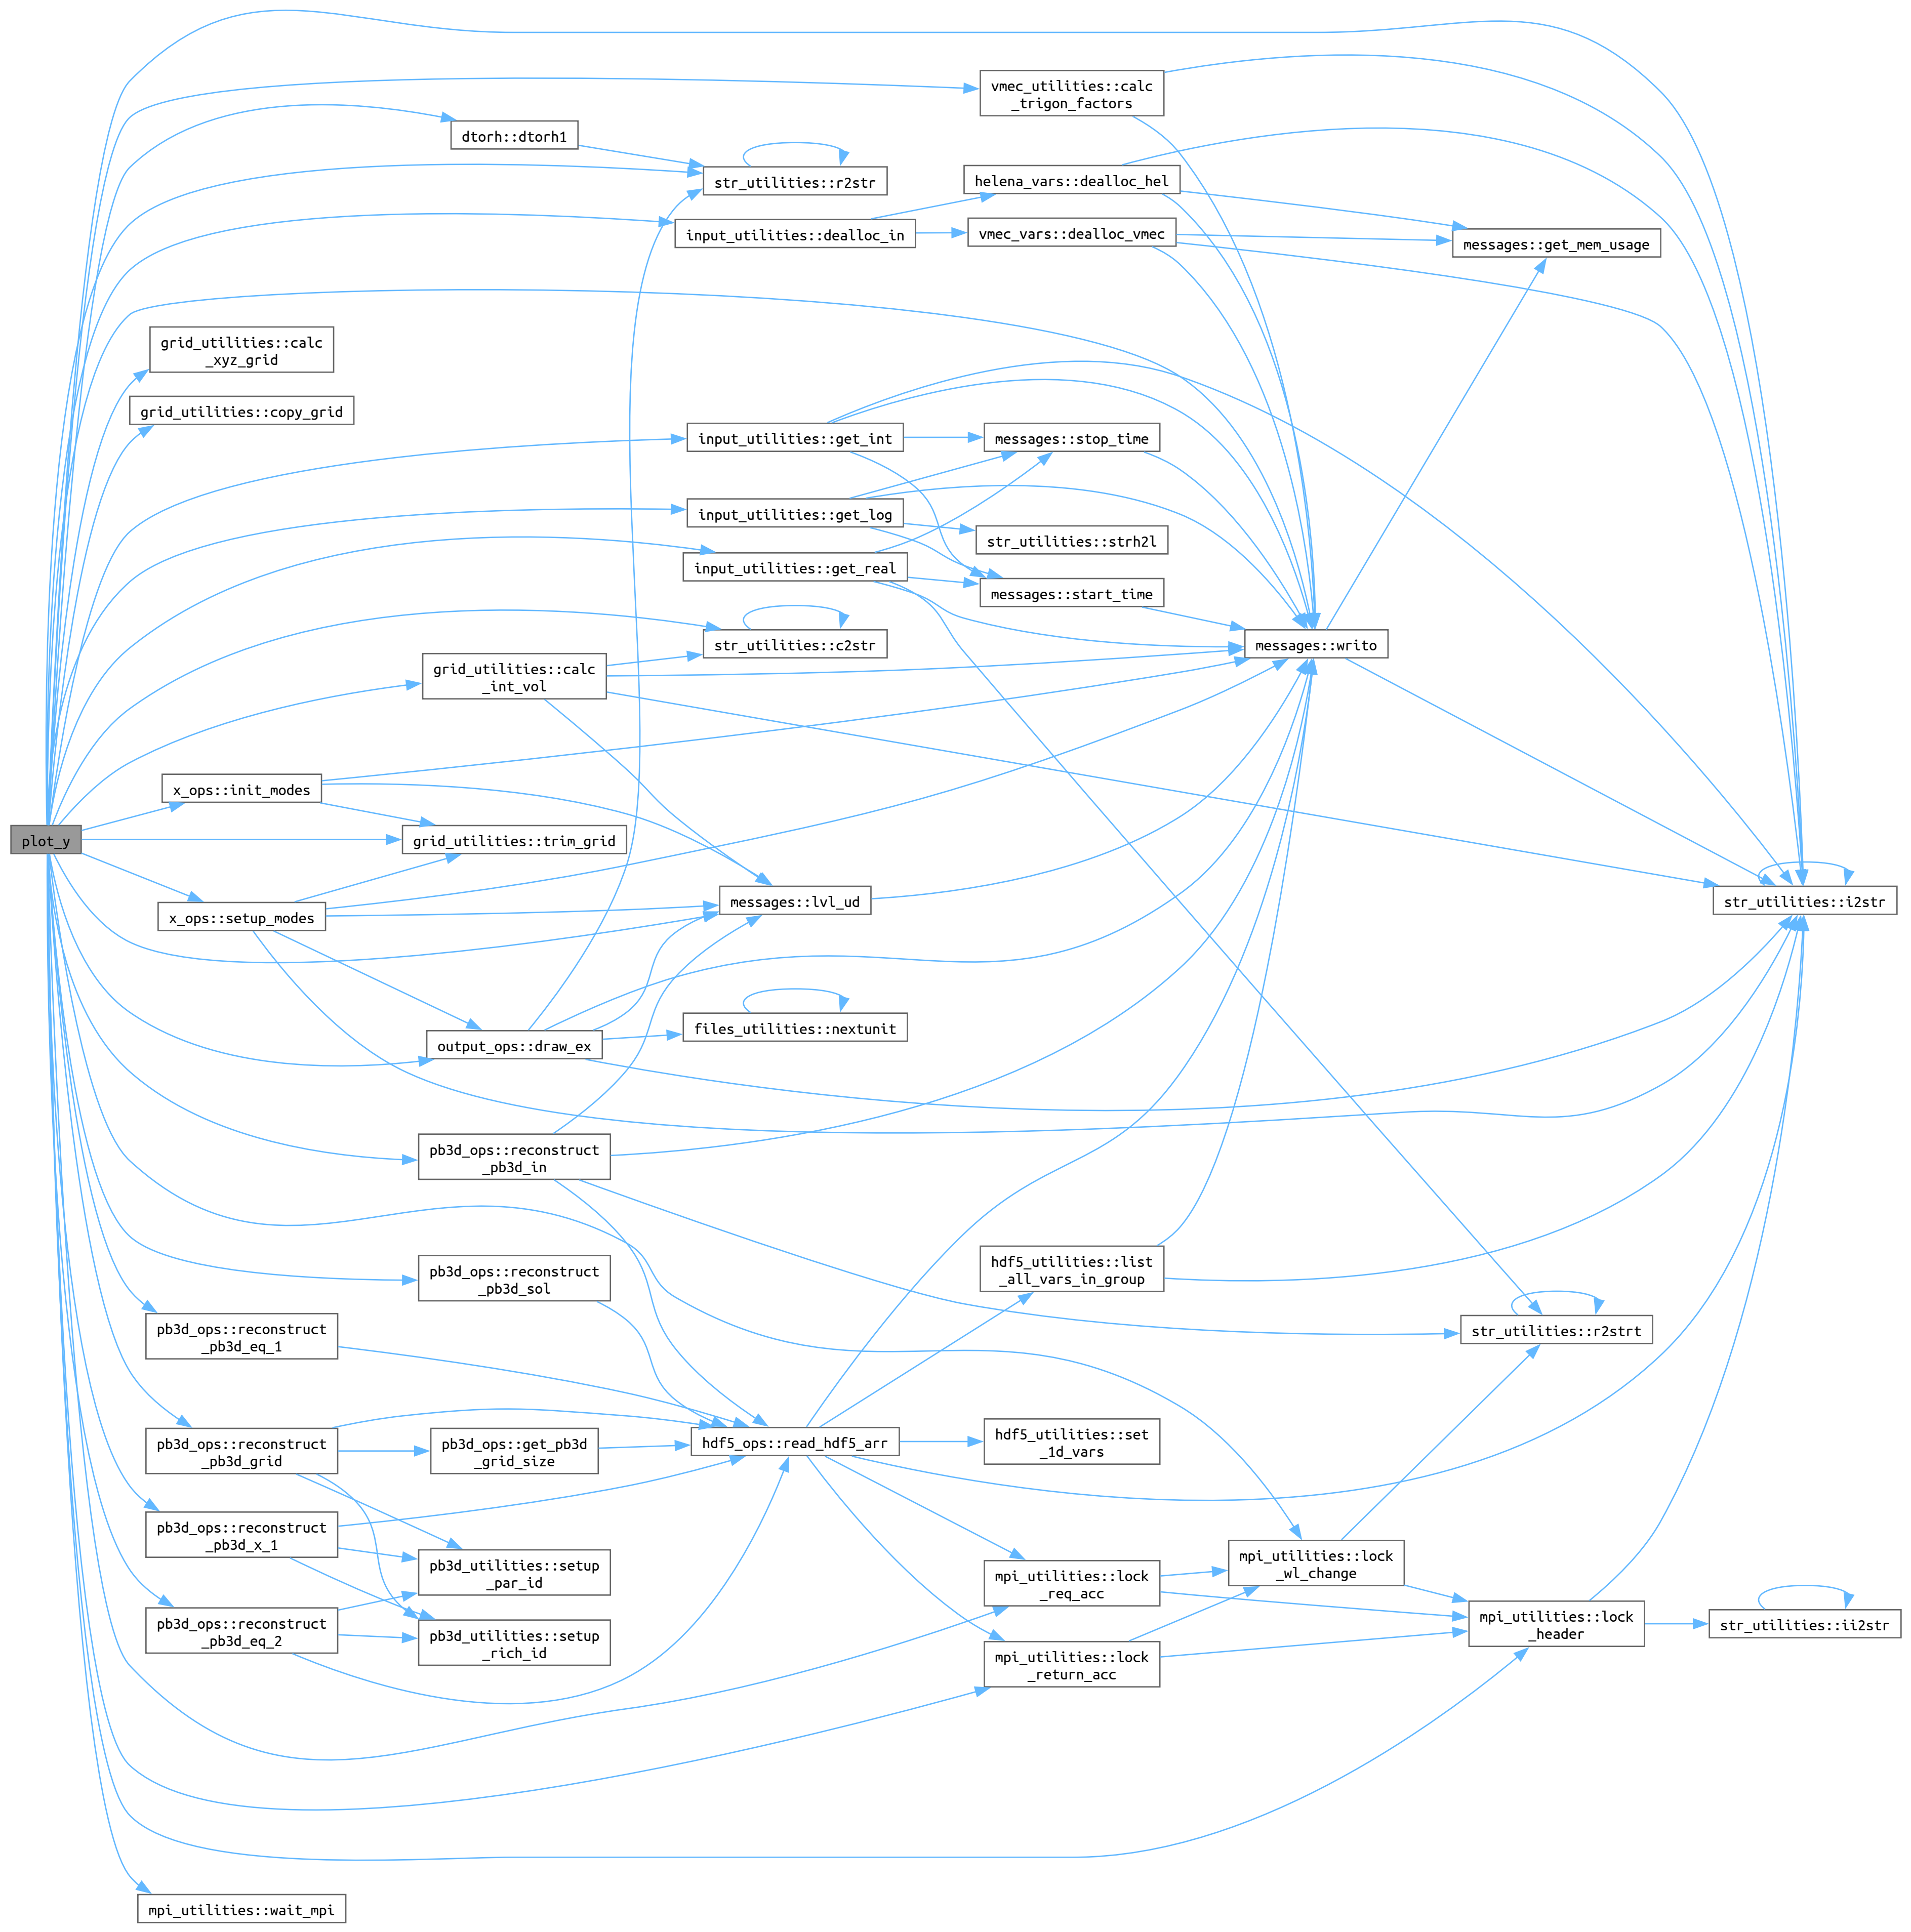 vmec_utilities::calc
_trigon_factors
dtorh::dtorh1
str_utilities::r2str
helena_vars::dealloc_hel
input_utilities::dealloc_in
vmec_vars::dealloc_vmec
messages::get_mem_usage
grid_utilities::calc
_xyz_grid
grid_utilities::copy_grid
input_utilities::get_int
messages::stop_time
input_utilities::get_log
str_utilities::strh2l
input_utilities::get_real
messages::start_time
str_utilities::c2str
messages::writo
grid_utilities::calc
_int_vol
x_ops::init_modes
plot_y
grid_utilities::trim_grid
messages::lvl_ud
str_utilities::i2str
x_ops::setup_modes
files_utilities::nextunit
output_ops::draw_ex
pb3d_ops::reconstruct
_pb3d_in
hdf5_utilities::list
_all_vars_in_group
pb3d_ops::reconstruct
_pb3d_sol
pb3d_ops::reconstruct
_pb3d_eq_1
str_utilities::r2strt
pb3d_ops::reconstruct
_pb3d_grid
pb3d_ops::get_pb3d
_grid_size
hdf5_ops::read_hdf5_arr
hdf5_utilities::set
_1d_vars
pb3d_ops::reconstruct
_pb3d_x_1
pb3d_utilities::setup
_par_id
mpi_utilities::lock
_req_acc
mpi_utilities::lock
_wl_change
pb3d_ops::reconstruct
_pb3d_eq_2
pb3d_utilities::setup
_rich_id
mpi_utilities::lock
_return_acc
mpi_utilities::lock
_header
str_utilities::ii2str
mpi_utilities::wait_mpi